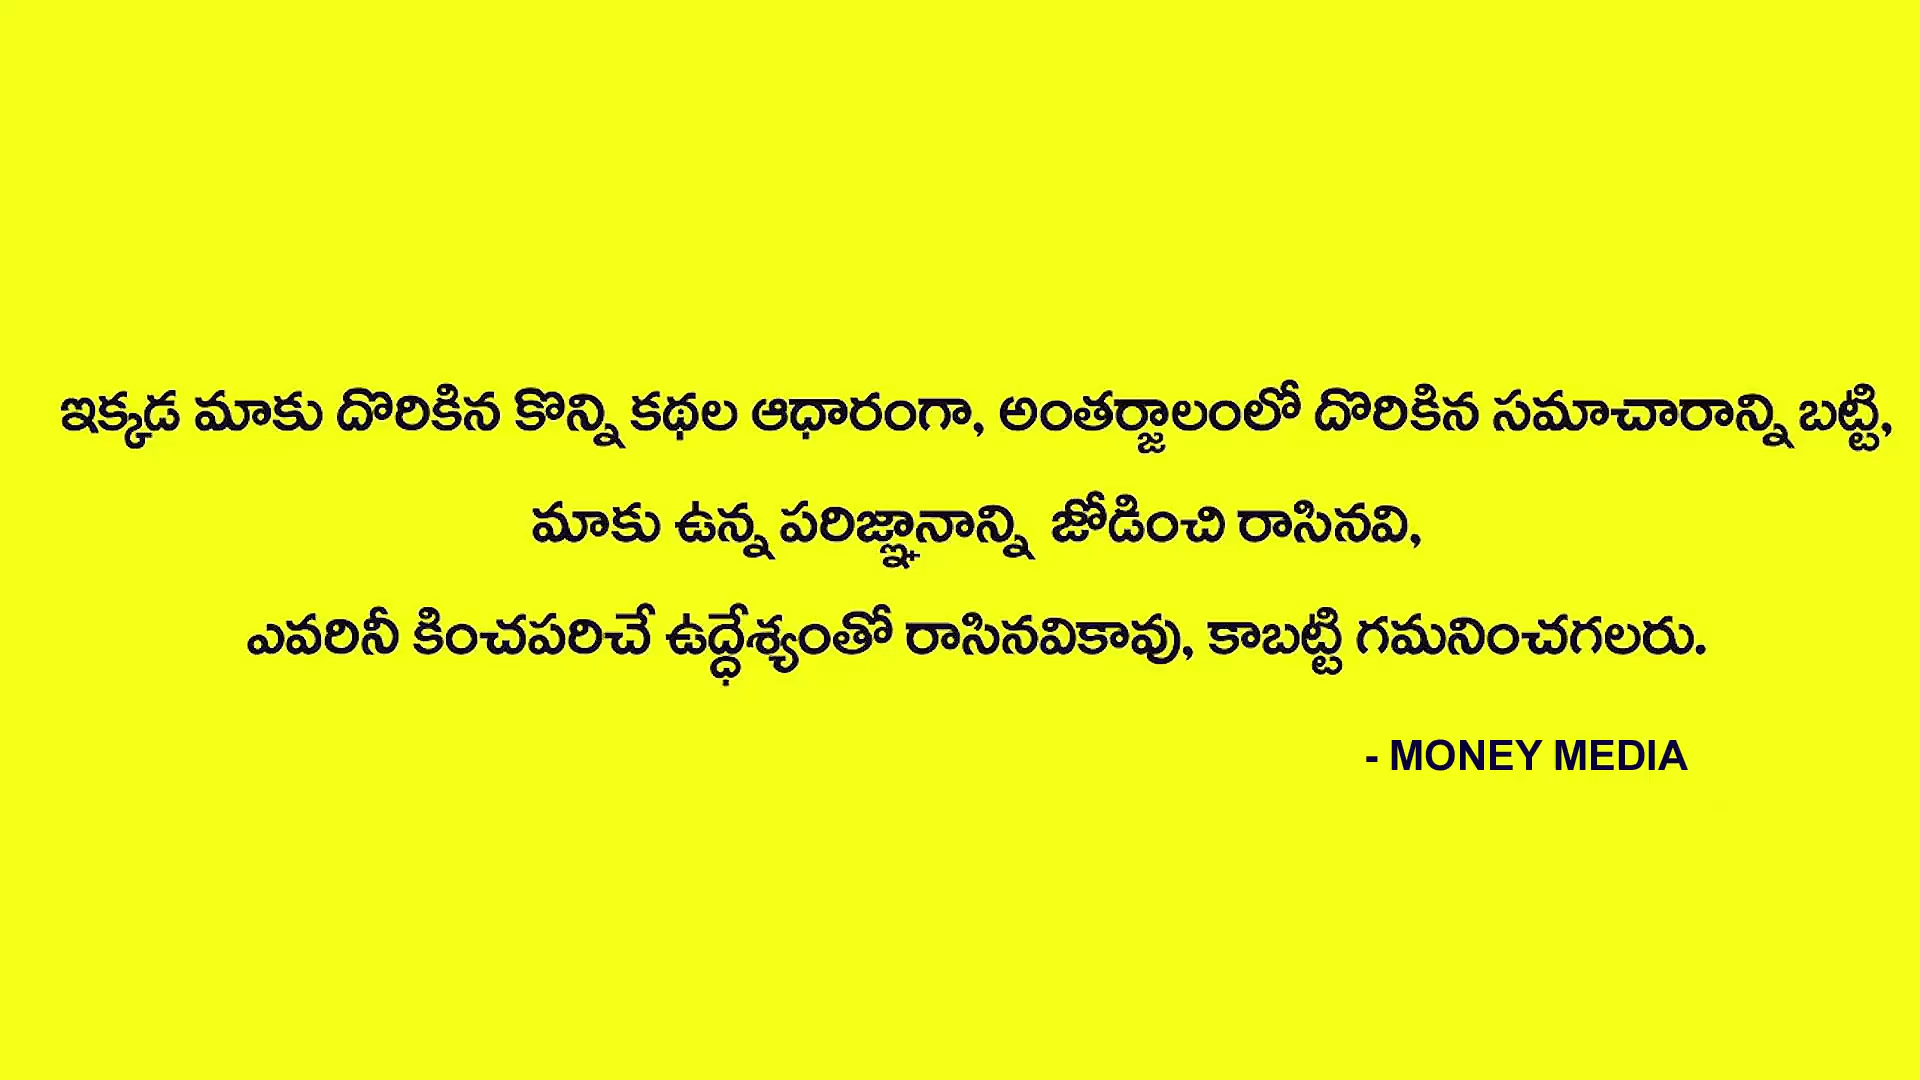 ఇక్కడ మాకు దొరికిన కొన్ని కథల ఆధారంగా, అంతర్జాలంలో దొరికిన సమాచారాన్ని బట్టి,
మాకు ఉన్న పరిజ్ఞానాన్ని జోడించి రాసినవి,
ఎవరినీ కించపరిచే ఉద్ధేశ్యంతో రాసినవికావు, కాబట్టి గమనించగలరు.
- MONEY MEDIA